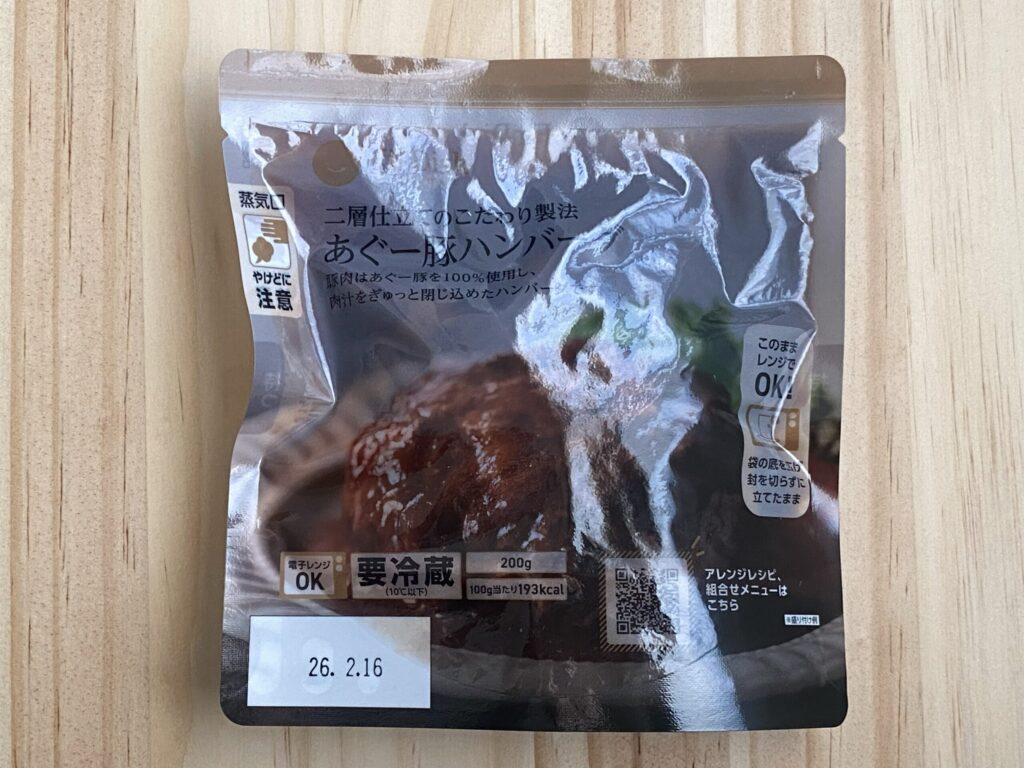 蒸気口
やけどに
注意
二層仕立てのこだわり製法
あぐー豚ハンバーグ
豚肉はあぐー豚を100%使用し、
肉汁をぎゅっと閉じ込めたハンバー
このまま
レンジで
OK!
袋の底を広げ
封を切らずに
立てたまま
電子レンジ
OK
要冷蔵
(10℃以下)
200g
100g当たり193kcal
アレンジレシピ、
組合せメニューは
こちら
※盛り付け例
26. 2.16